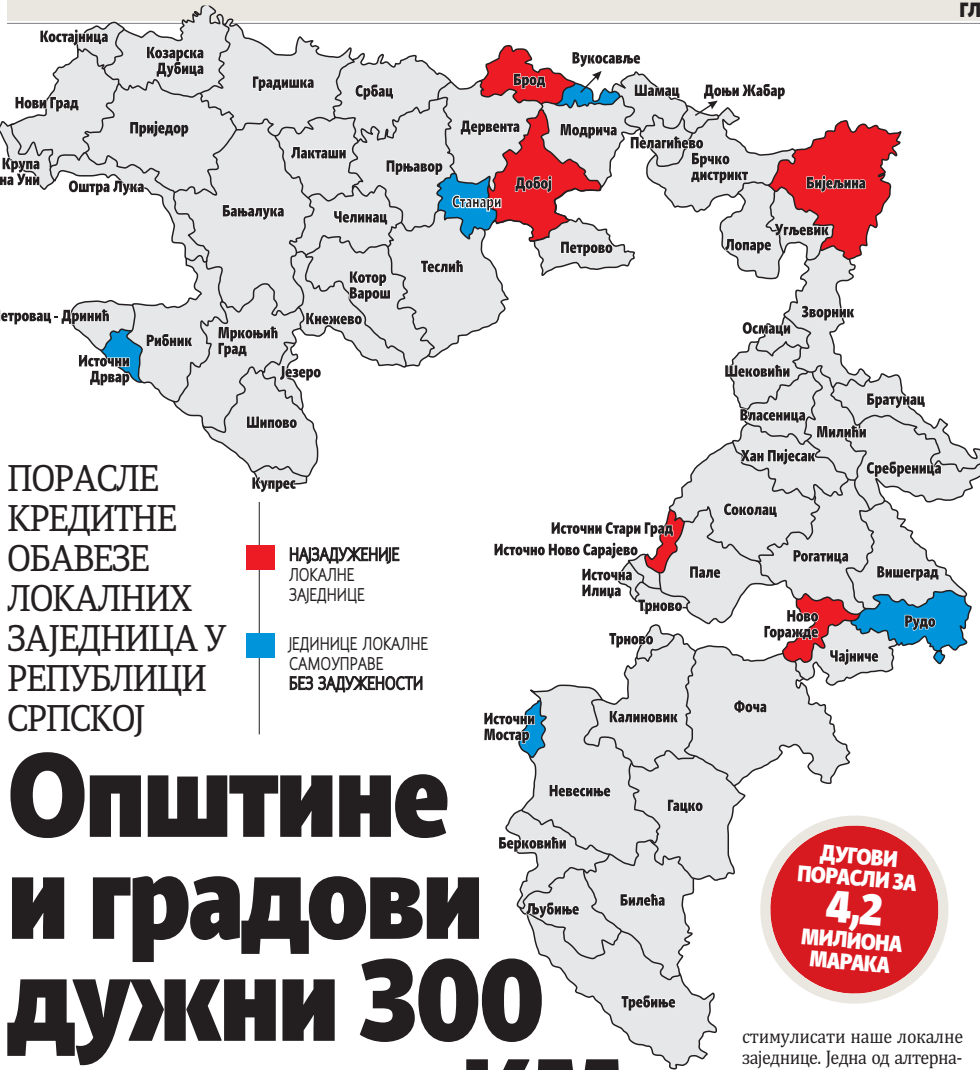 ГЛ
Костајница
Козарска
Дубица
Градишка
Србац
Брод
Вукосавље
Шамац
Доњи Жабар
Нови Град
Приједор
Лакташи
Прњавор
Дервента
Модрича
Пелагићево
Брчко
дистрикт
Бијељина
Крупа
на Уни
Оштра Лука
Бањалука
Челинац
Станари
Добој
Петрово
Лопаре
Угљевик
Теслић
Котор
Варош
Кнежево
етровац - Дринић
Рибник
Мркоњић
Град
Источни
Дрвар
Језеро
Шипово
Купрес
Зворник
Осмаци
Шековићи
Братунац
Власеница
Милићи
Хан Пијесак
Сребреница
Соколац
Источни Стари Град
Источно Ново Сарајево
Источна
Илиџа
Пале
Рогатица
Вишеград
Трново
Ново
Горажде
Рудо
Чајниче
Трново
Калиновик
Фоча
Источни
Мостар
Невесиње
Гацко
Берковићи
Љубиње
Билећа
Требиње
ПОРАСЛЕ
КРЕДИТНЕ
ОБАВЕЗЕ
ЛОКАЛНИХ
ЗАЈЕДНИЦА У
РЕПУБЛИЦИ
СРПСКОЈ
НАЈЗАДУЖЕНИЈЕ
ЛОКАЛНЕ
ЗАЈЕДНИЦЕ
ЈЕДИНИЦЕ ЛОКАЛНЕ
САМОУПРАВЕ
БЕЗ ЗАДУЖЕНОСТИ
Општине
и градови
дужни 300
КМ
ДУГОВИ
ПОРАСЛИ ЗА
4,2
МИЛИОНА
МАРАКА
стимулисати наше локалне
заједнице. Једна од алтерна-